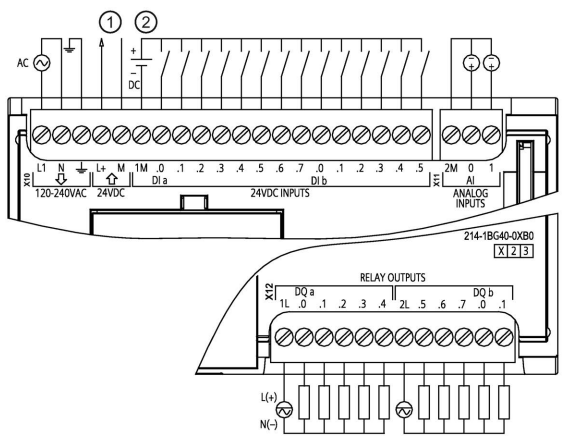 ① ②
AC + − DC
+ − + −
X10 L1 N L+ M 1M .0 .1 .2 .3 .4 .5 .6 .7 .0 .1 .2 .3 .4 .5 X11 2M 0 1
DI a DI b AI
120-240VAC 24VDC 24VDC INPUTS ANALOG
INPUTS
214-1BG40-0XB0
X 2 3
RELAY OUTPUTS
X12 DQ a DQ b
1L .0 .1 .2 .3 .4 2L .5 .6 .7 .0 .1
L(+)
N(−)